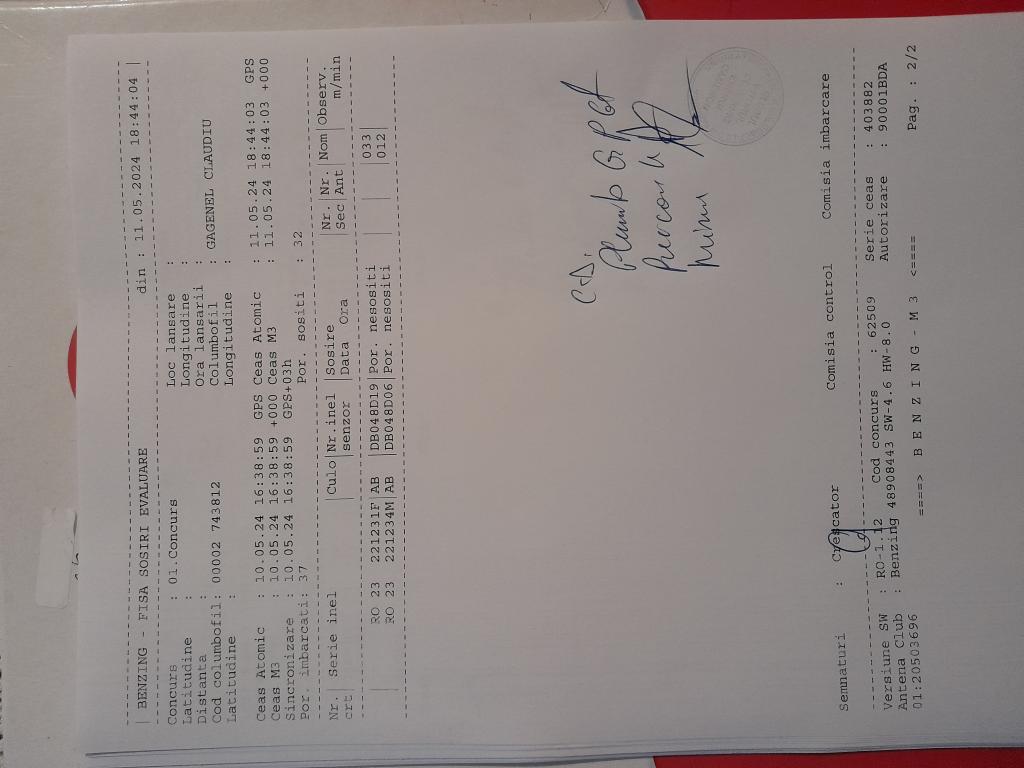 | BENZING - FISA SOSIRI EVALUARE din : 11.05.2024 18:44:04 |
Concurs : 01.Concurs Loc lansare :
Latitudine : Longitudine :
Distanta : Ora lansarii :
Cod columbofil: 00002 743812 Columbofil : GAGENEL CLAUDIU
Latitudine : Longitudine :
Ceas Atomic : 10.05.24 16:38:59 GPS Ceas Atomic : 11.05.24 18:44:03 GPS
Ceas M3 : 10.05.24 16:38:59 +000 Ceas M3 : 11.05.24 18:44:03 +000
Sincronizare : 10.05.24 16:38:59 GPS+03h
Por. imbarcati: 37 Por. sositi : 32
Nr.| Serie inel |Culo|Nr.inel |Sosire |Nr.|Nr.|Nom|Observ.
crt| | |senzor |Data Ora |Sec|Ant| | m/min
| RO 23 221231F|AB |DB048D19|Por. nesositi | | |033|
| RO 23 221234M|AB |DB048D06|Por. nesositi | | |012|
Semnaturi : Crescator Comisia control Comisia imbarcare
Versiune SW : RO-1.12 Cod concurs : 62509 Serie ceas : 403882
Antena Club : Benzing 48908443 SW-4.6 HW-8.0 Autorizare : 90001BDA
01:20503696
====> B E N Z I N G - M 3 <==== Pag. : 2/2